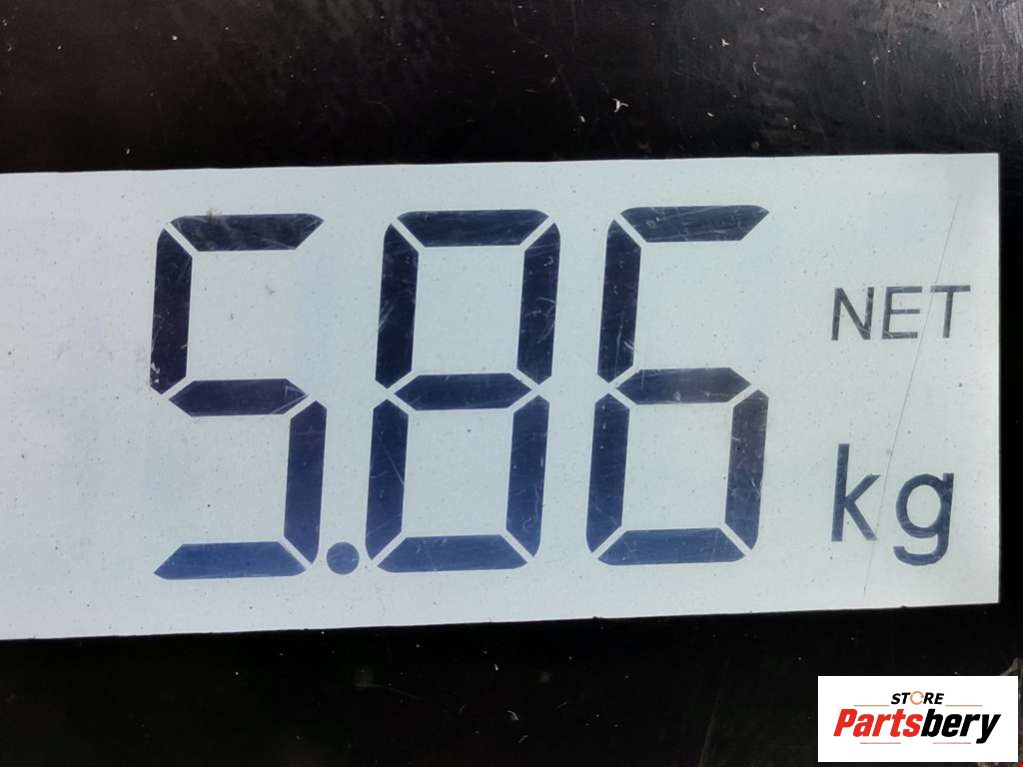 5.86
NET
kg
STORE
Partsbery